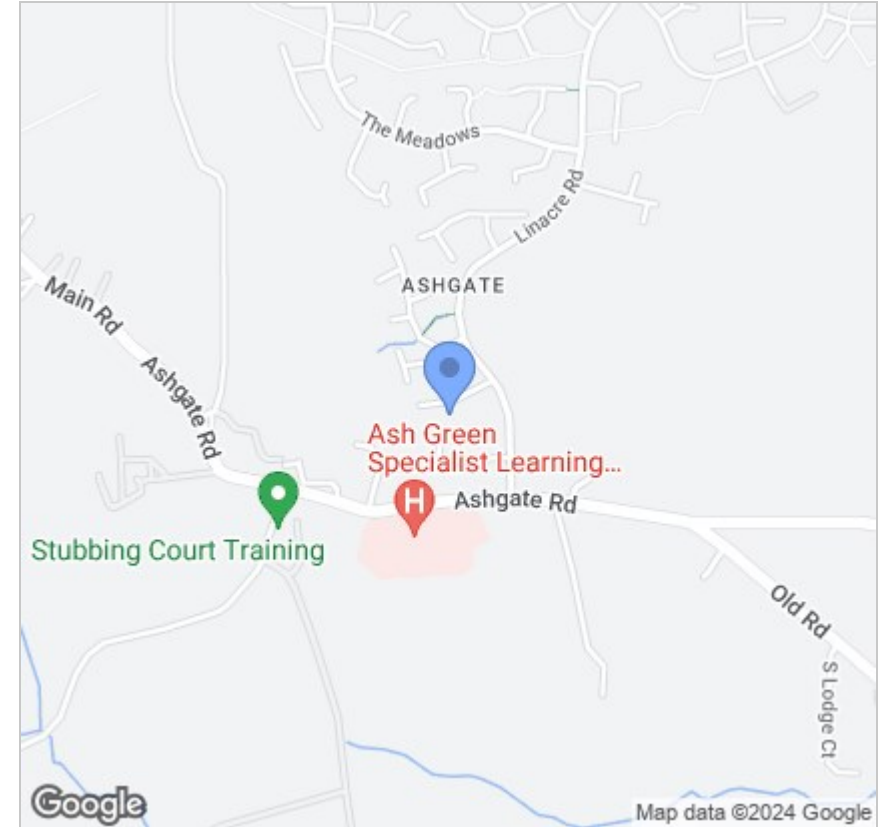 The Meadows
Linacre Rd
ASHGATE
Main Rd
Ashgate Rd
Ash Green
Specialist Learning...
H
Ashgate Rd
Stubbing Court Training
Old Rd
S Lodge Ct
Google
Map data ©2024 Google